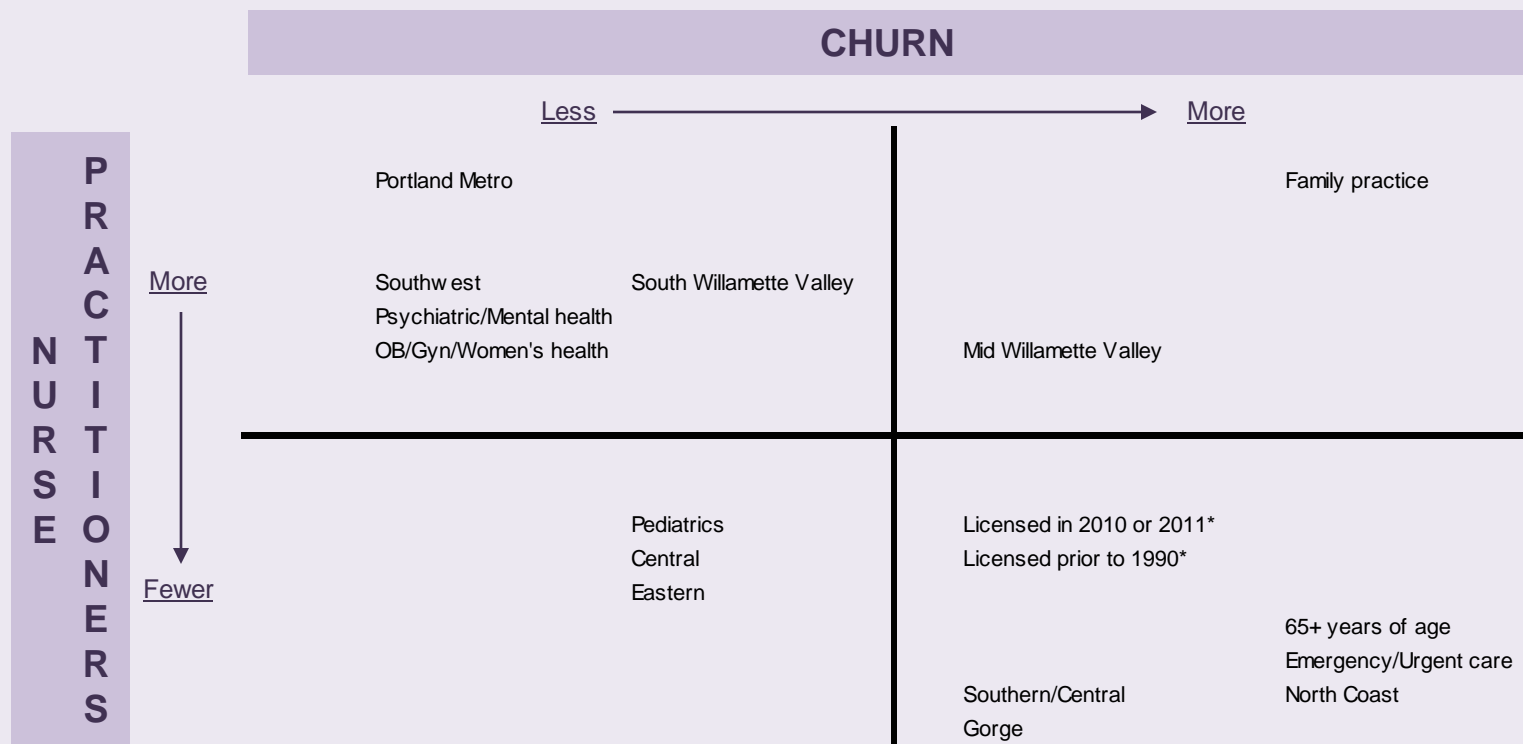 CHURN
Less More
NURSE
PRACTITIONERS
More
Fewer
Portland Metro Family practice
Southwest South Willamette Valley
Psychiatric/Mental health
OB/Gyn/Women's health Mid Willamette Valley
Pediatrics Licensed in 2010 or 2011*
Central Licensed prior to 1990*
Eastern
65+ years of age
Emergency/Urgent care
Southern/Central North Coast
Gorge